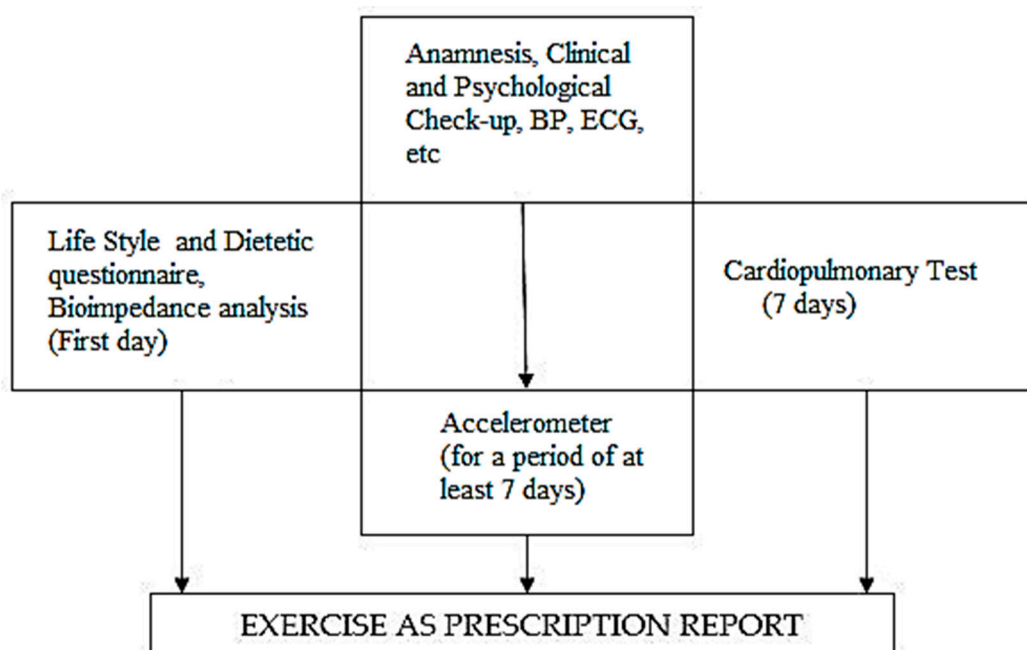 Anamnesis, Clinical
and Psychological
Check-up, BP, ECG,
etc
Life Style and Dietetic
questionnaire,
Bioimpedance analysis
(First day)
Cardiopulmonary Test
(7 days)
Accelerometer
(for a period of at
least 7 days)
EXERCISE AS PRESCRIPTION REPORT